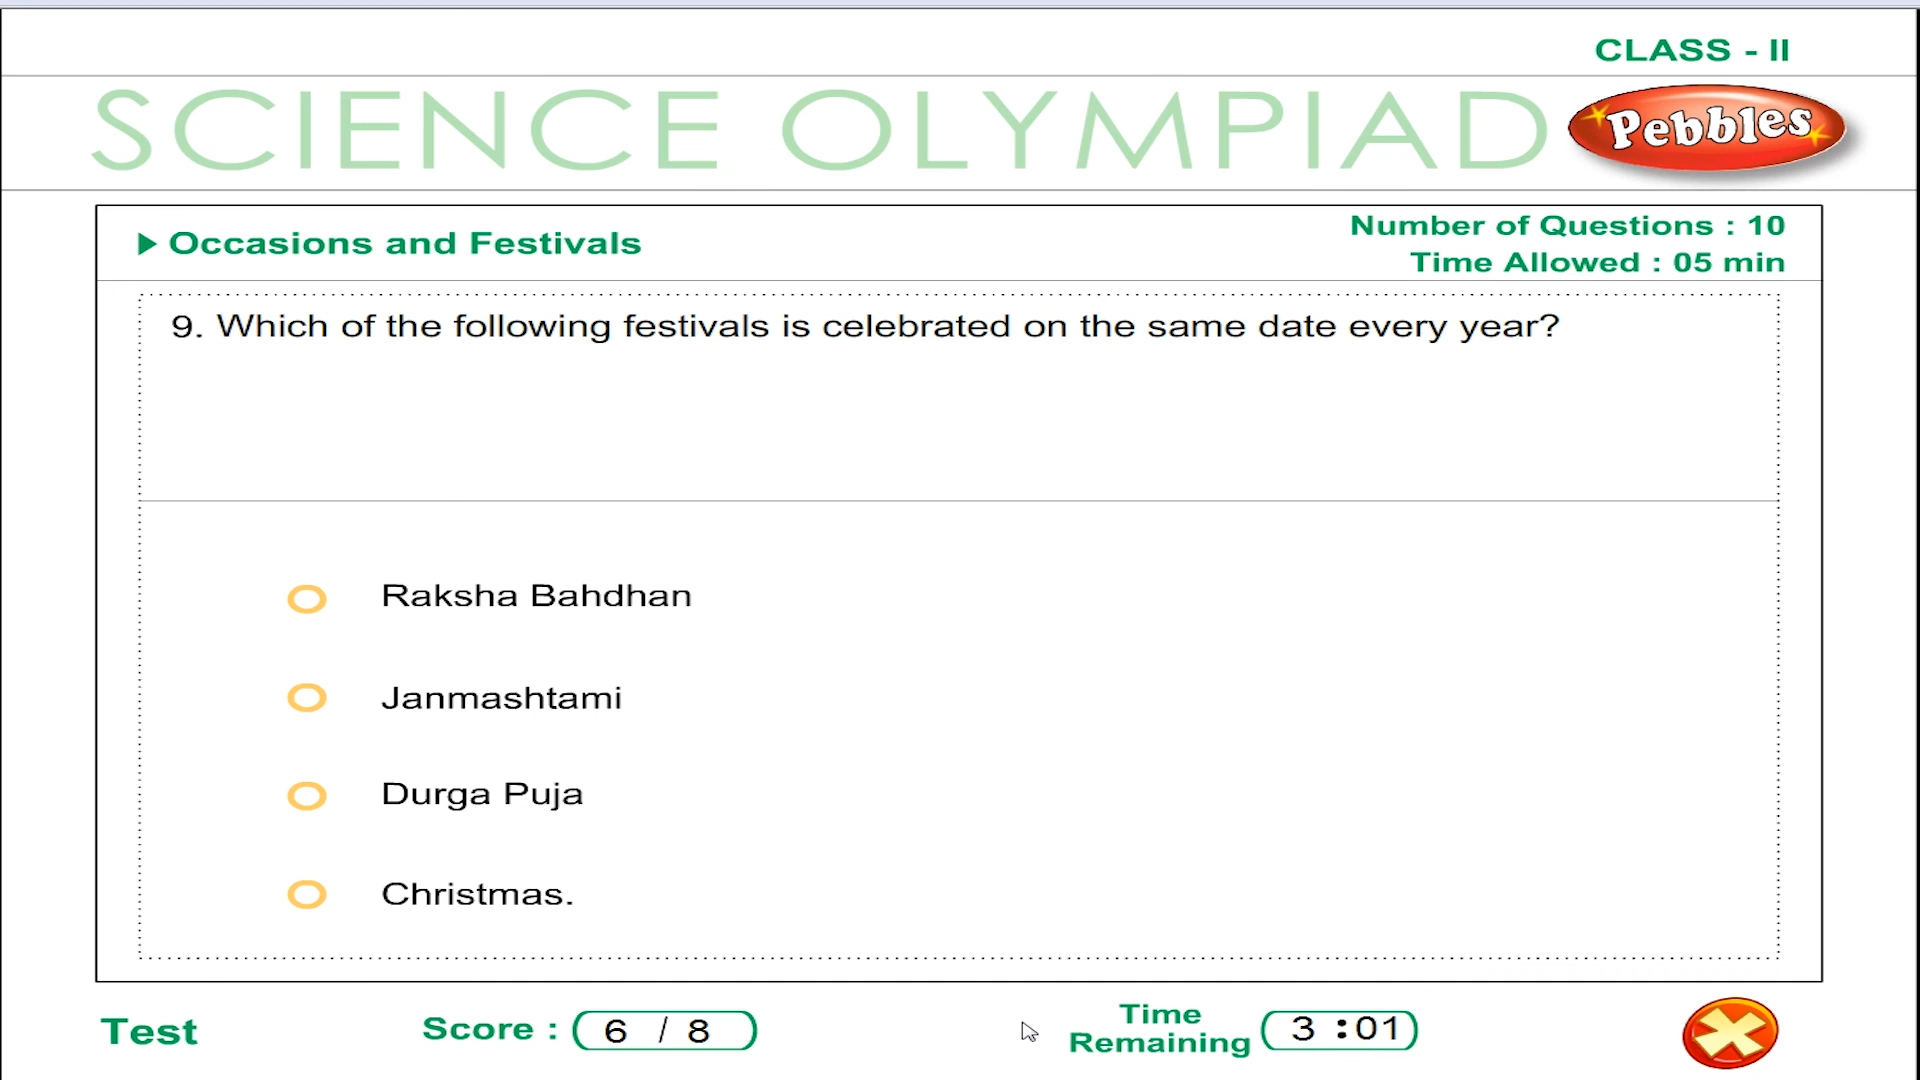 CLASS - II
SCIENCE OLYMPIAD
Pebbles
Occasions and Festivals
Number of Questions : 10
Time Allowed : 05 min
9. Which of the following festivals is celebrated on the same date every year?
Raksha Bahdhan
Janmashtami
Durga Puja
Christmas.
Test
Score : 6 / 8
Time
Remaining 3 :01